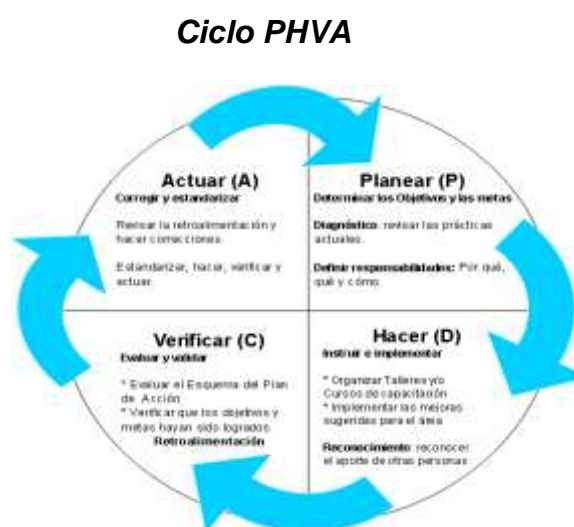 Ciclo PHVA
Actuar (A)
Corregir y estandarizar
Revisar la retroalimentación y
hacer correcciones.
Estandarizar, hacer, verificar y
actuar.
Planear (P)
Determinar los Objetivos y las metas
Diagnóstico: revisar las prácticas
actuales.
Definir responsabilidades: Por qué,
qué y cómo.
Verificar (C)
Evaluar y validar
* Evaluar el Esquema del Plan
de Acción
* Verificar que los objetivos y
metas hayan sido logrados.
Retroalimentación
Hacer (D)
Instruir e implementar
* Organizar Talleres y/o
Cursos de capacitación
* Implementar las mejoras
sugeridas para el área
Reconocimiento: reconocer
el aporte de otras personas